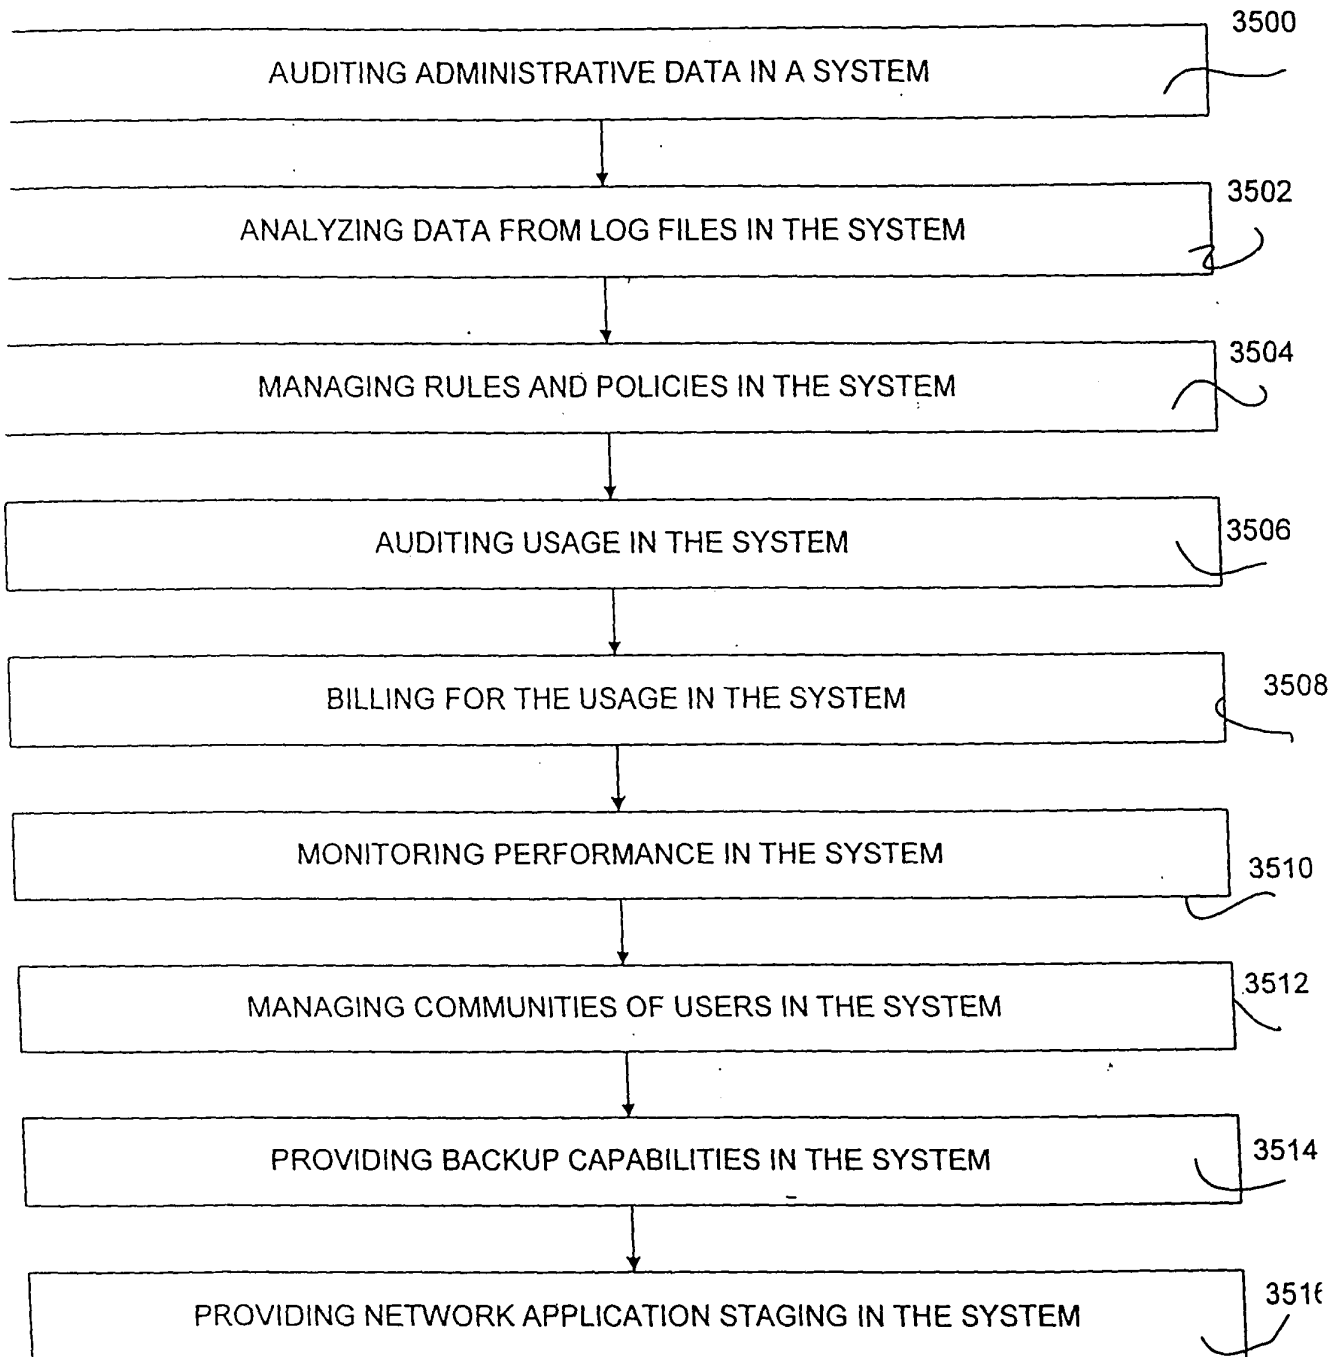 3500
AUDITING ADMINISTRATIVE DATA IN A SYSTEM
3502
ANALYZING DATA FROM LOG FILES IN THE SYSTEM
3504
MANAGING RULES AND POLICIES IN THE SYSTEM
3506
AUDITING USAGE IN THE SYSTEM
3508
BILLING FOR THE USAGE IN THE SYSTEM
MONITORING PERFORMANCE IN THE SYSTEM
3510
3512
MANAGING COMMUNITIES OF USERS IN THE SYSTEM
3514
PROVIDING BACKUP CAPABILITIES IN THE SYSTEM
3516
PROVIDING NETWORK APPLICATION STAGING IN THE SYSTEM